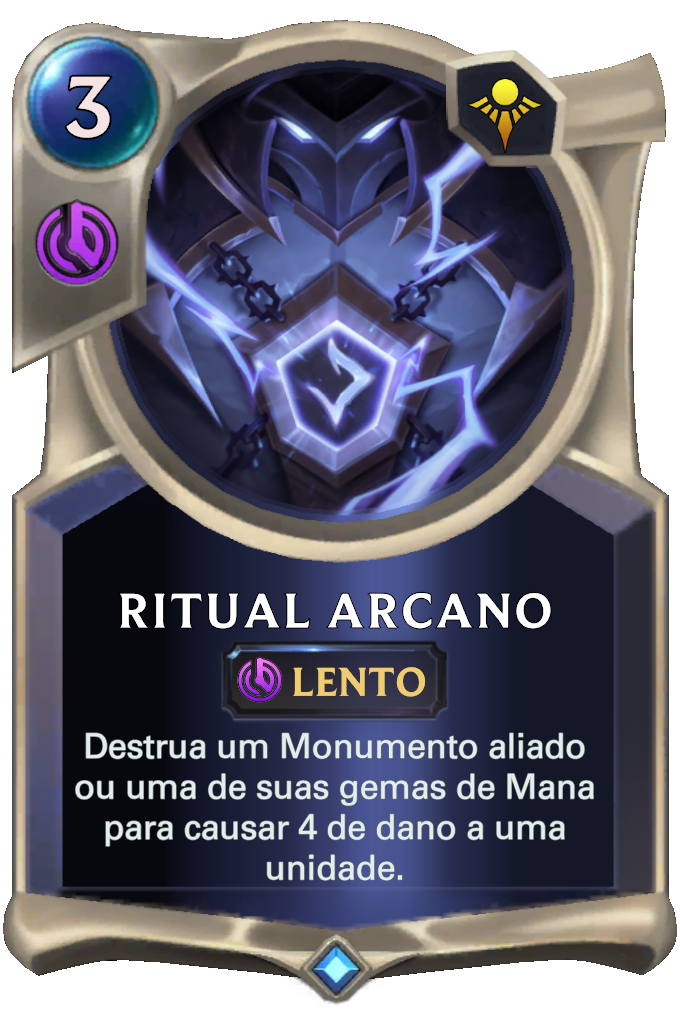 3
RITUAL ARCANO
LENTO
Destrua um Monumento aliado
ou uma de suas gemas de Mana
para causar 4 de dano a uma
unidade.